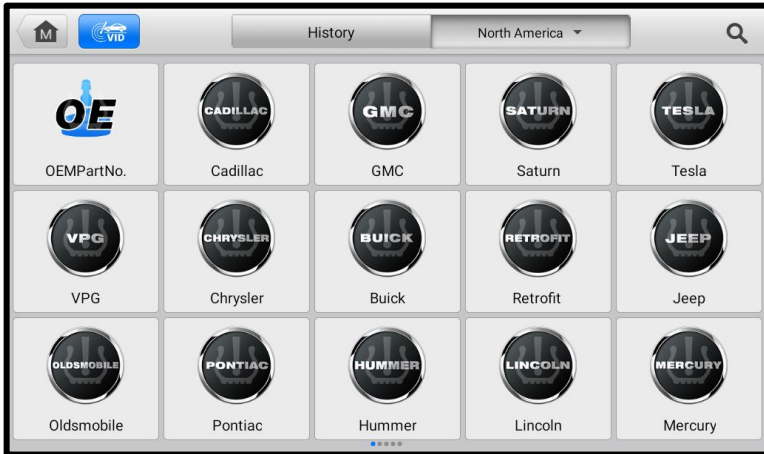 M
VID
History
North America
OE
CADILLAC
GMC
SATURN
TESLA
OEMPartNo.
Cadillac
GMC
Saturn
Tesla
VPG
CHRYSLER
BUICK
RETROFIT
JEEP
VPG
Chrysler
Buick
Retrofit
Jeep
OLDSMOBILE
PONTIAC
HUMMER
LINCOLN
MERCURY
Oldsmobile
Pontiac
Hummer
Lincoln
Mercury